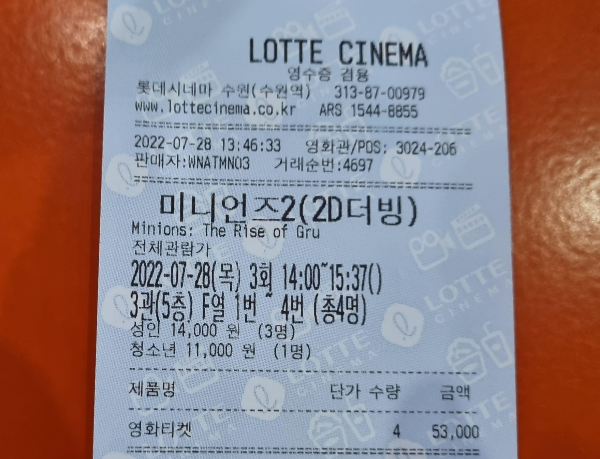 LOTTE CINEMA
영수증 겸용
롯데시네마 수원(수원역) 313-87-00979
www.lottecinema.co.kr ARS 1544-8855
2022-07-28 13:46:33 영화관/POS: 3024-206
판매자:WNATMN03 거래순번:4697
미니언즈2(2D더빙)
Minions: The Rise of Gru
전체관람가
2022-07-28(목) 3회 14:00~15:37()
3관(5층) F열 1번 ~ 4번 (총4명)
성인 14,000 원 (3명)
청소년 11,000 원 (1명)
제품명 단가 수량 금액
영화티켓 4 53,000